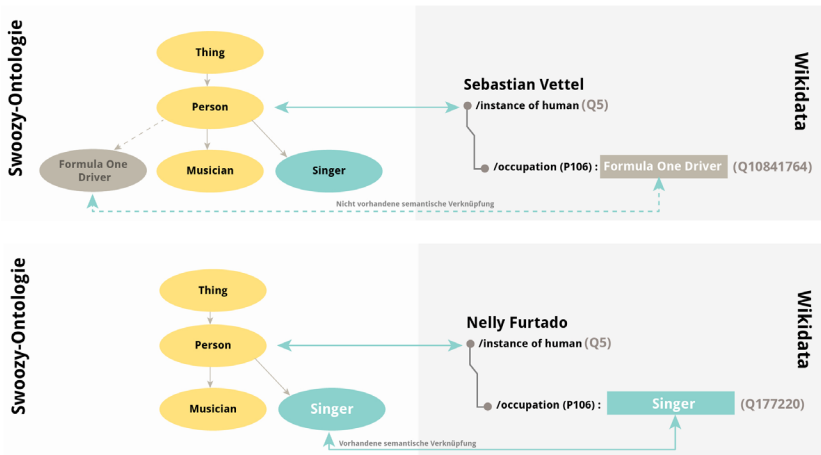 Swoozy-Ontologie
Thing
Person
Formula One
Driver
Musician
Singer
Sebastian Vettel
/instance of human (Q5)
/occupation (P106) : Formula One Driver (Q10841764)
Wikidata
Nicht vorhandene semantische Verknüpfung
Swoozy-Ontologie
Thing
Person
Musician
Singer
Nelly Furtado
/instance of human (Q5)
/occupation (P106) : Singer (Q177220)
Wikidata
Vorhandene semantische Verknüpfung